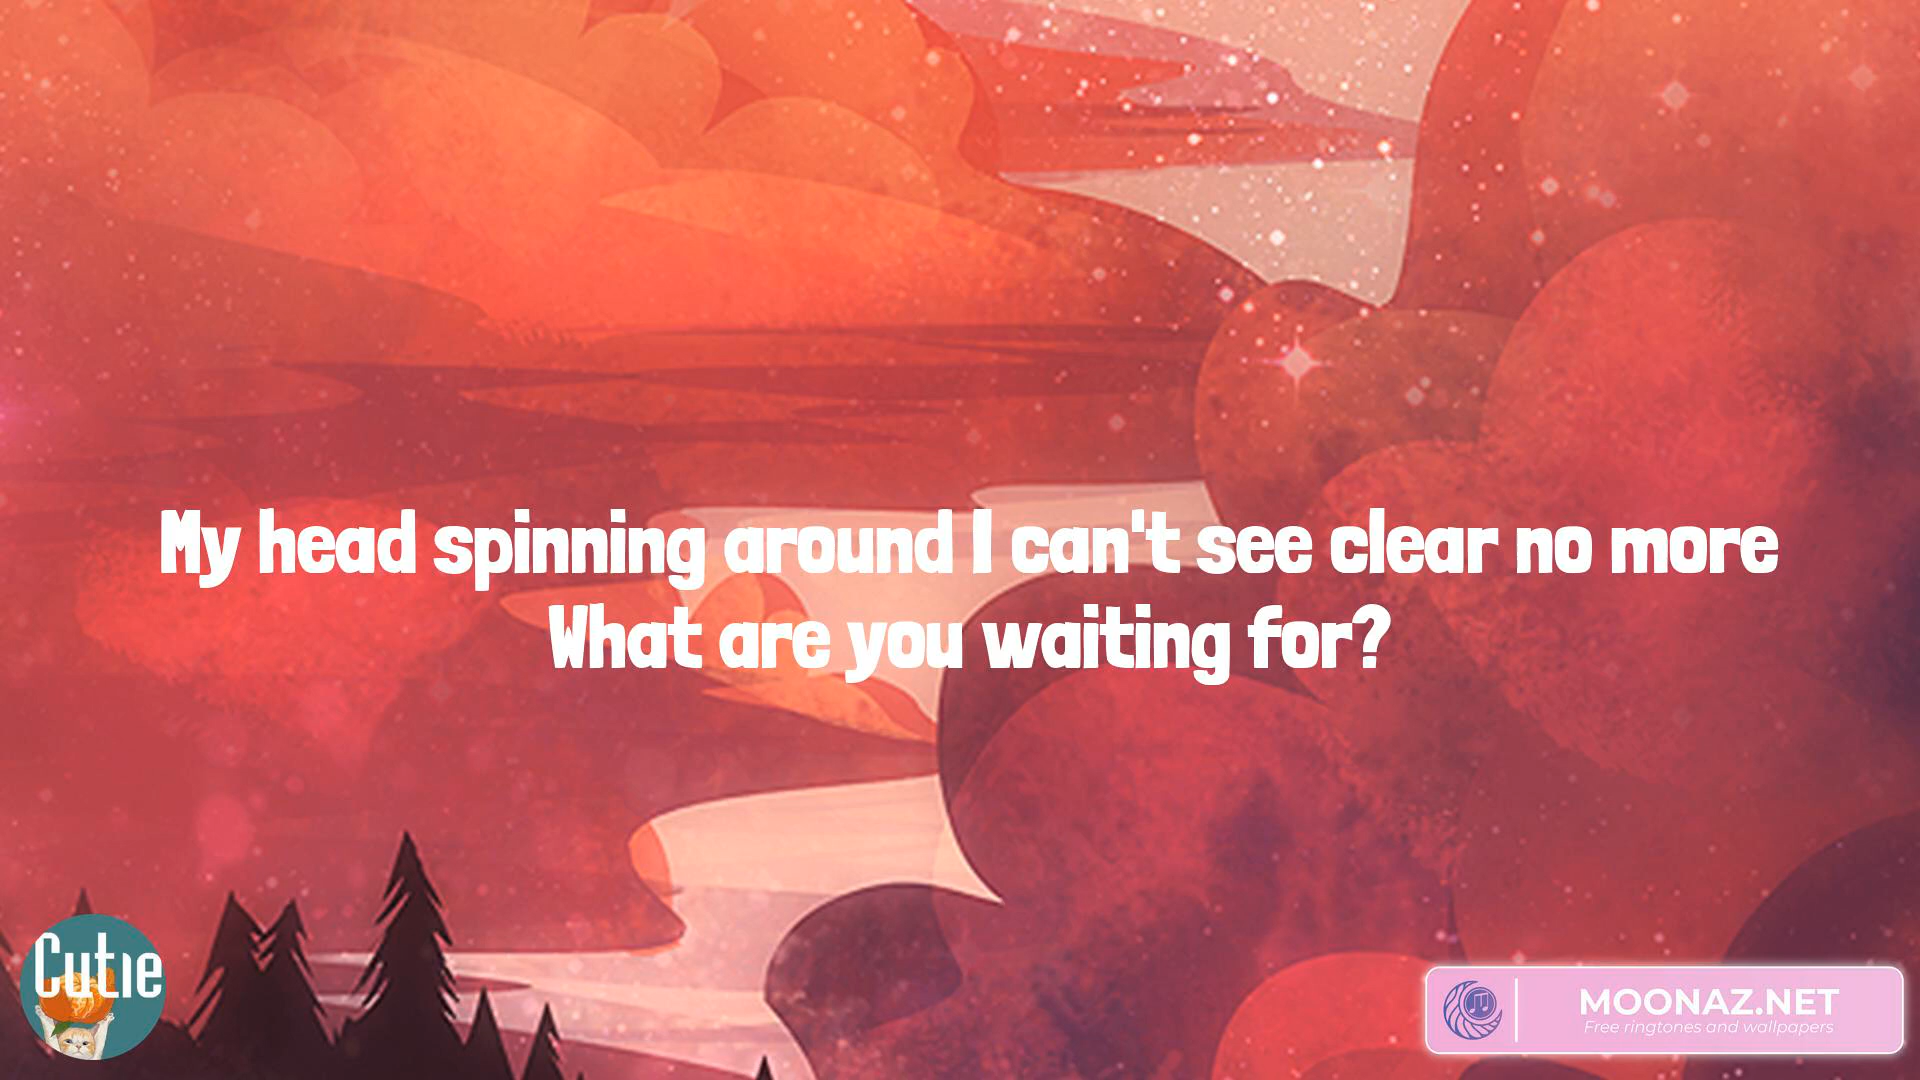 My head spinning around I can't see clear no more
What are you waiting for?
Cutie
MOONAZ.NET
Free ringtones and wallpapers